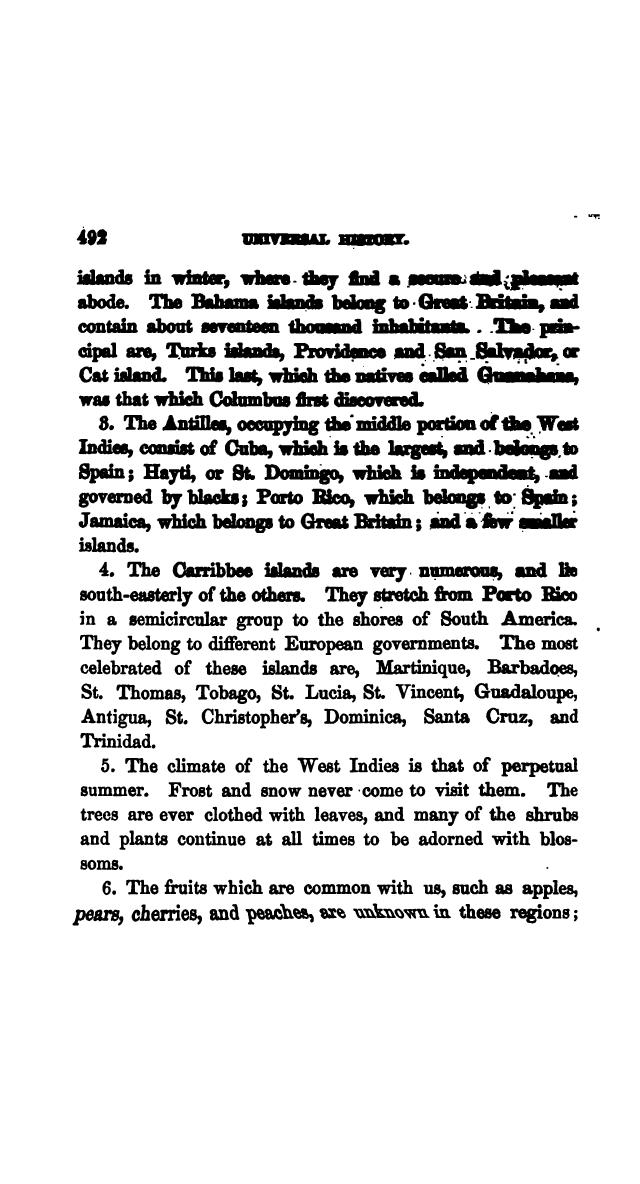 492 UNIVERSAL HISTORY.
islands in winter, where they find a secure and pleasant
abode. The Bahama islands belong to Great Britain, and
contain about seventeen thousand inhabitants. The prin-
cipal are, Turks islands, Providence and San Salvador, or
Cat island. This last, which the natives called Guanahana,
was that which Columbus first discovered.
3. The Antilles, occupying the middle portion of the West
Indies, consist of Cuba, which is the largest, and belongs to
Spain; Hayti, or St. Domingo, which is independent, and
governed by blacks; Porto Rico, which belongs to Spain;
Jamaica, which belongs to Great Britain; and a few smaller
islands.
4. The Carribbee islands are very numerous, and lie
south-easterly of the others. They stretch from Porto Rico
in a semicircular group to the shores of South America.
They belong to different European governments. The most
celebrated of these islands are, Martinique, Barbadoes,
St. Thomas, Tobago, St. Lucia, St. Vincent, Guadaloupe,
Antigua, St. Christopher's, Dominica, Santa Cruz, and
Trinidad.
5. The climate of the West Indies is that of perpetual
summer. Frost and snow never come to visit them. The
trees are ever clothed with leaves, and many of the shrubs
and plants continue at all times to be adorned with blos-
soms.
6. The fruits which are common with us, such as apples,
pears, cherries, and peaches, are unknown in these regions;